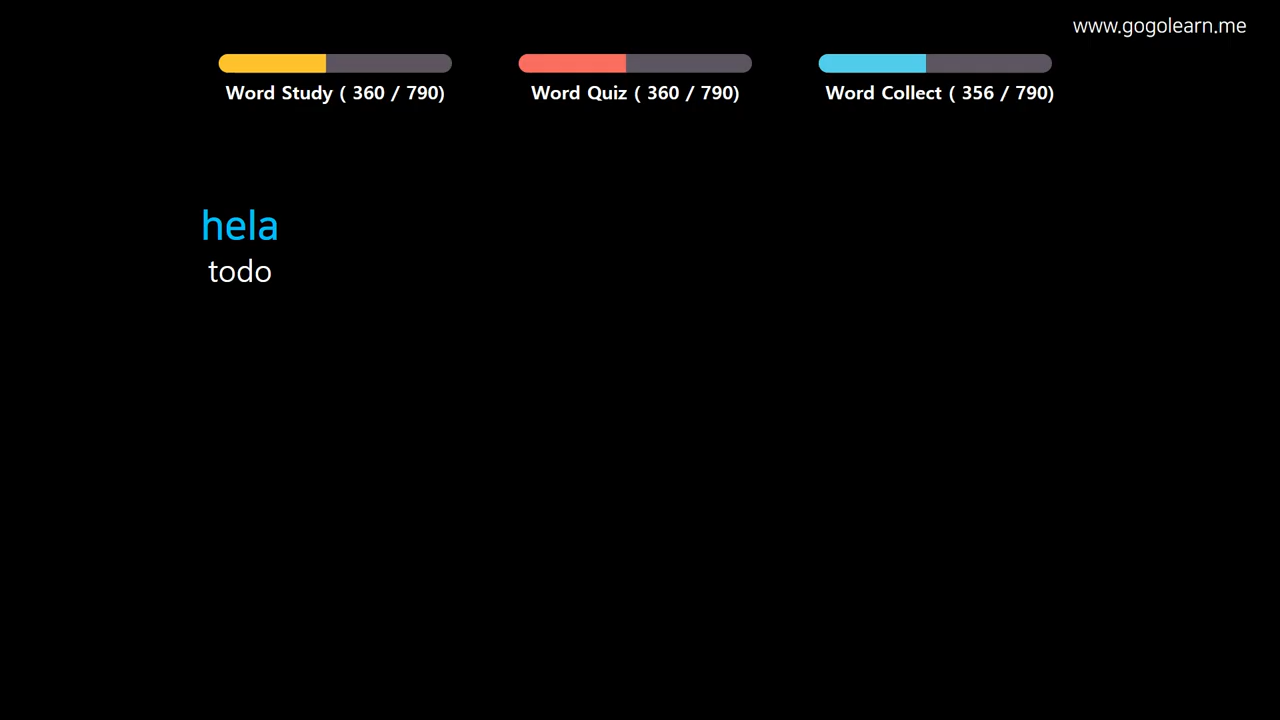 www.gogolearn.me
Word Study ( 360 / 790)
Word Quiz ( 360 / 790)
Word Collect ( 356 / 790)
hela
todo